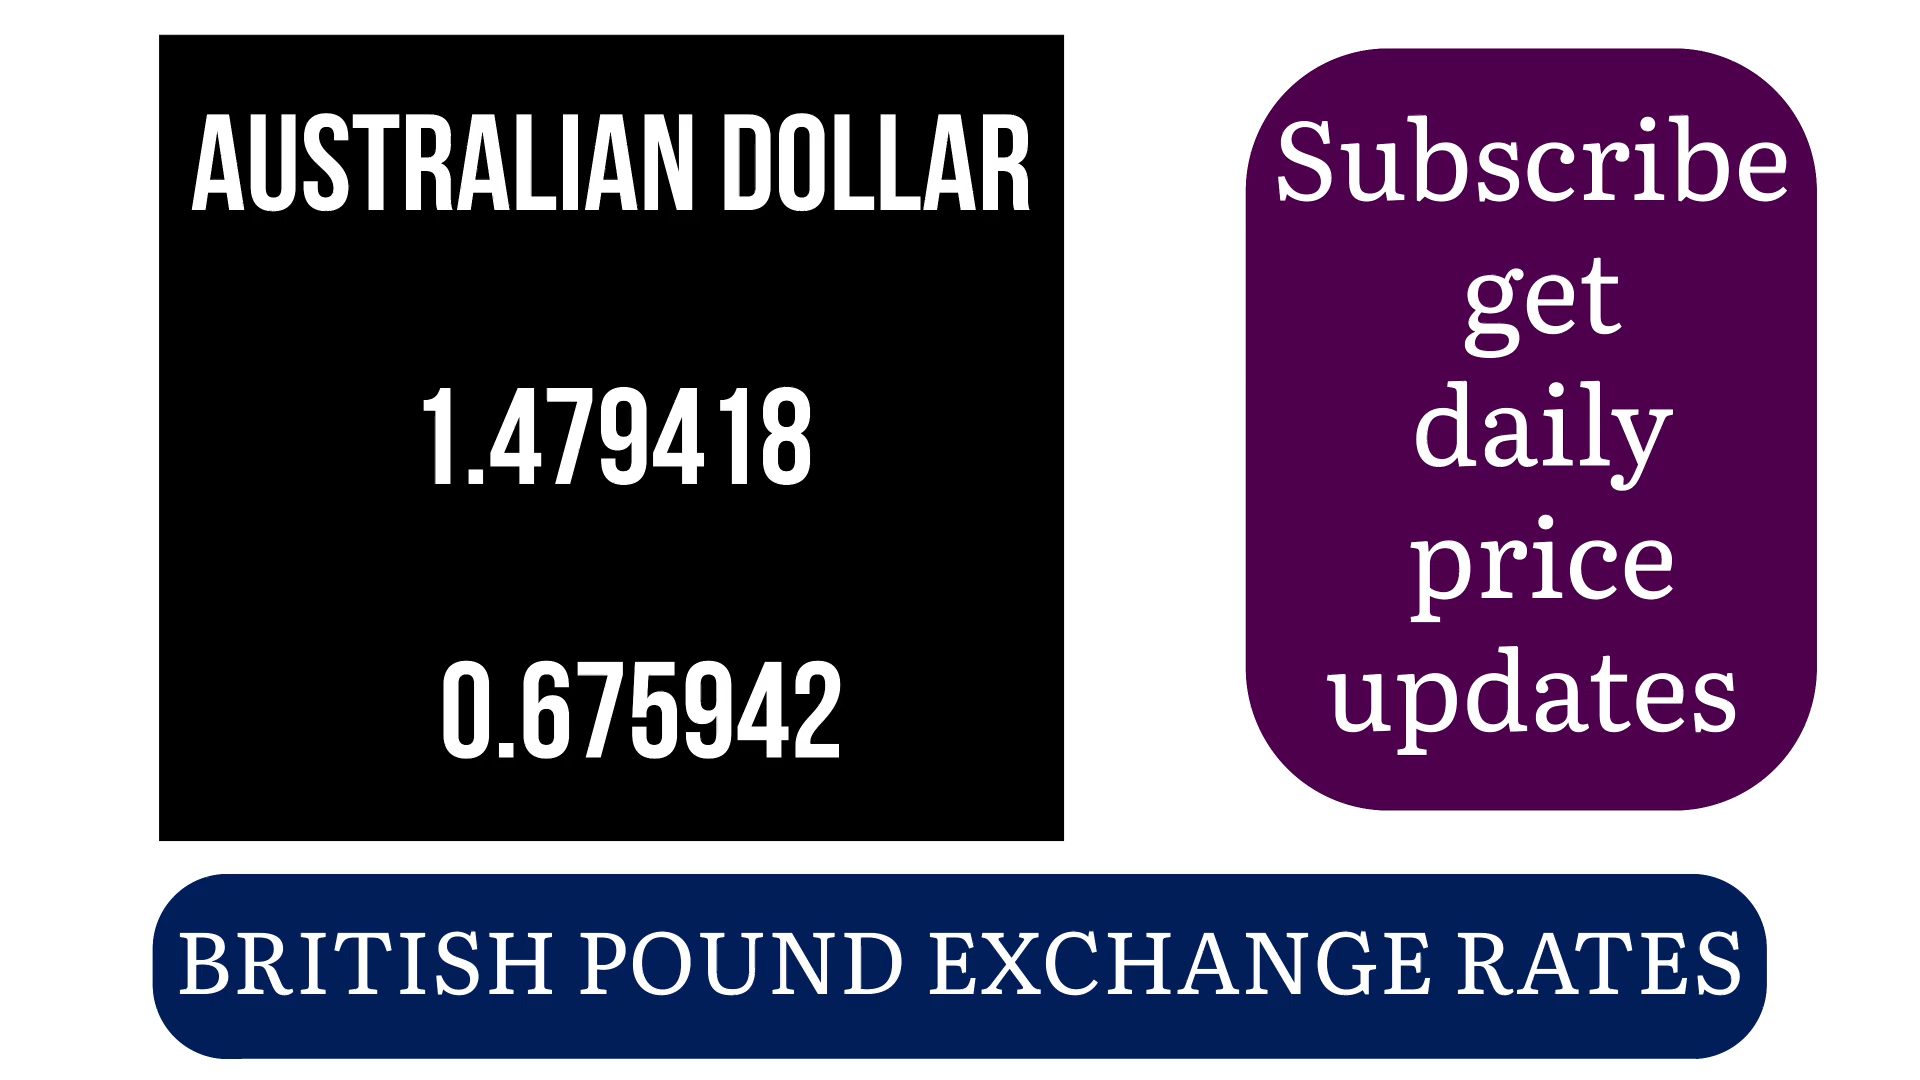 AUSTRALIAN DOLLAR
1.479418
0.675942
Subscribe
get
daily
price
updates
BRITISH POUND EXCHANGE RATES